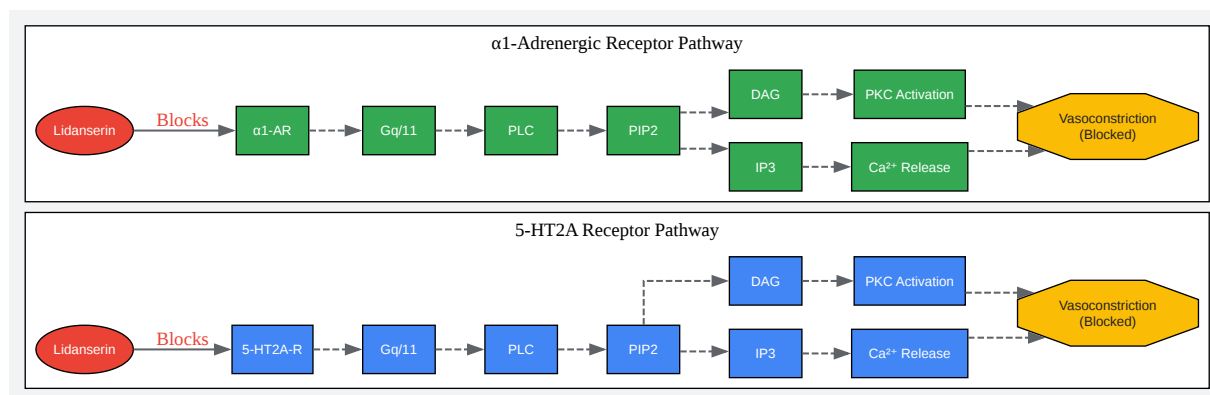 α1-Adrenergic Receptor Pathway
Lidanserin
Blocks
α1-AR
Gq/11
PLC
PIP2
DAG
PKC Activation
IP3
Ca²⁺ Release
Vasoconstriction
(Blocked)
5-HT2A Receptor Pathway
Lidanserin
Blocks
5-HT2A-R
Gq/11
PLC
PIP2
DAG
PKC Activation
IP3
Ca²⁺ Release
Vasoconstriction
(Blocked)